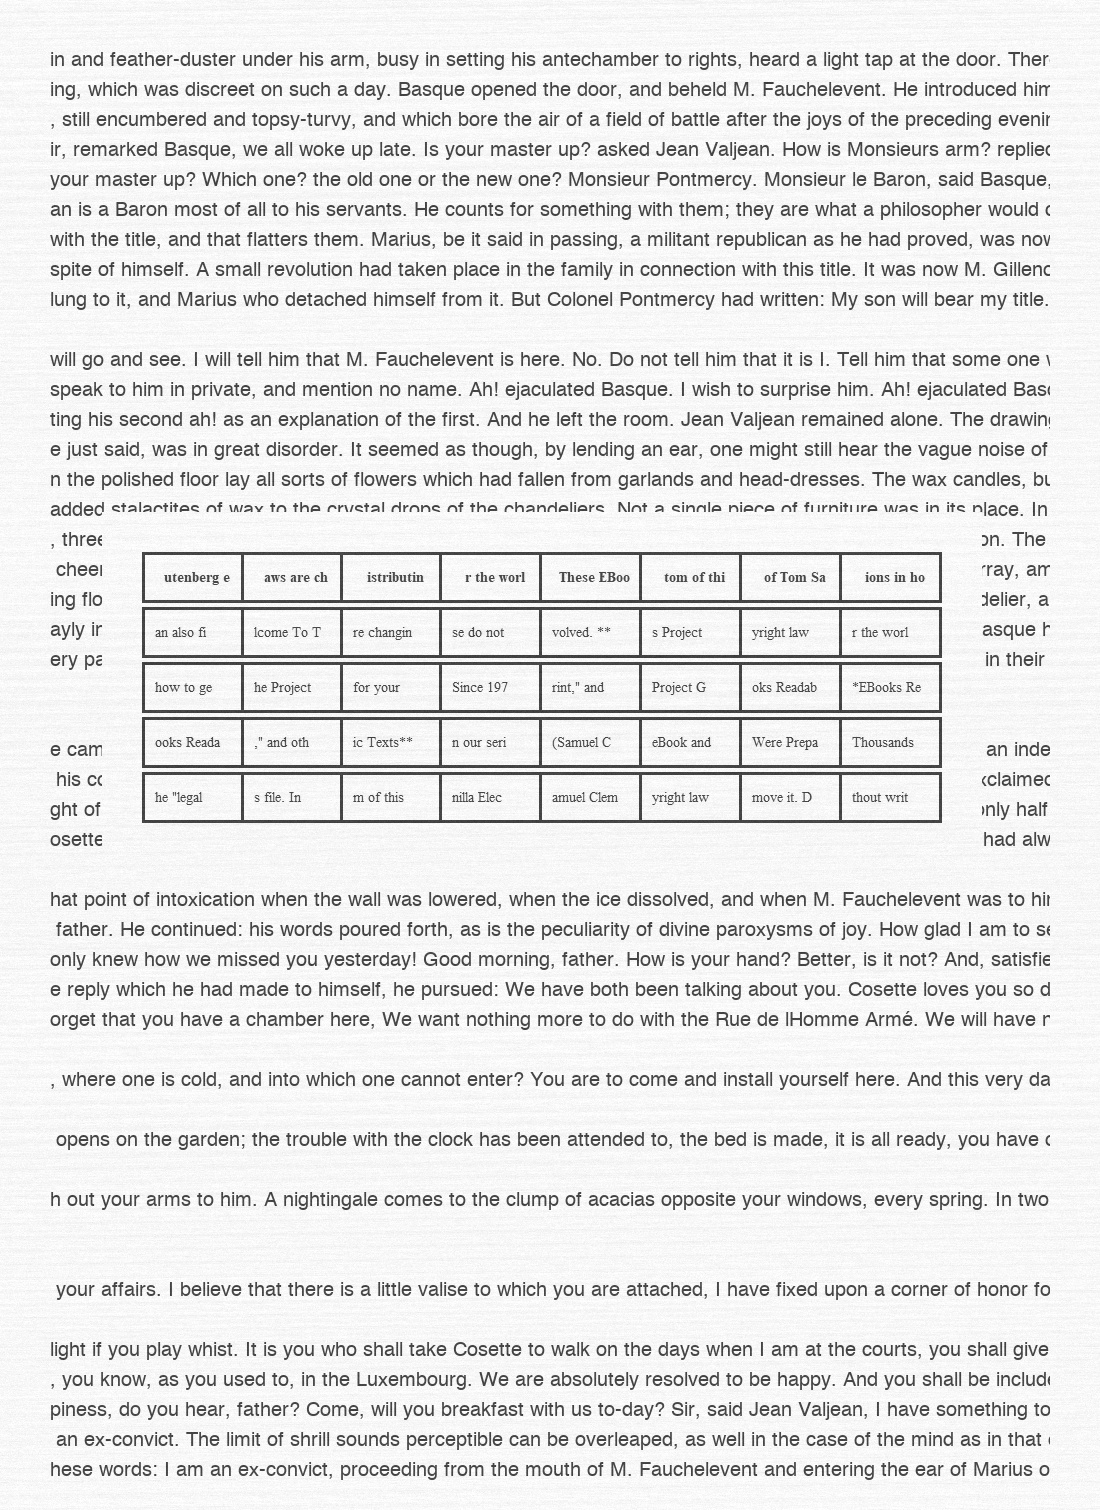 in and feather-duster under his arm, busy in setting his antechamber to rights, heard a light tap at the door. Ther
ing, which was discreet on such a day. Basque opened the door, and beheld M. Fauchelevent. He introduced him
, still encumbered and topsy-turvy, and which bore the air of a field of battle after the joys of the preceding evenin
ir, remarked Basque, we all woke up late. Is your master up? asked Jean Valjean. How is Monsieurs arm? replied
your master up? Which one? the old one or the new one? Monsieur Pontmercy. Monsieur le Baron, said Basque,
an is a Baron most of all to his servants. He counts for something with them; they are what a philosopher would c
with the title, and that flatters them. Marius, be it said in passing, a militant republican as he had proved, was now
spite of himself. A small revolution had taken place in the family in connection with this title. It was now M. Gilleno
lung to it, and Marius who detached himself from it. But Colonel Pontmercy had written: My son will bear my title.
will go and see. I will tell him that M. Fauchelevent is here. No. Do not tell him that it is I. Tell him that some one w
speak to him in private, and mention no name. Ah! ejaculated Basque. I wish to surprise him. Ah! ejaculated Basq
ting his second ah! as an explanation of the first. And he left the room. Jean Valjean remained alone. The drawing
e just said, was in great disorder. It seemed as though, by lending an ear, one might still hear the vague noise of
n the polished floor lay all sorts of flowers which had fallen from garlands and head-dresses. The wax candles, bu
added stalactites of wax to the crystal drops of the chandeliers. Not a single piece of furniture was in its place. In
, three on. The
cheer rray, am
ing flo delier, a
ayly in asque h
ery pa in their
e cam an inde
his co xclaimed
ght of only half
osette had alw
utenberg e aws are ch istributin r the worl These EBoo tom of thi of Tom Sa ions in ho
an also fi lcome To T re changin se do not volved. ** s Project yright law r the worl
how to ge he Project for your Since 197 rint," and Project G oks Readab *EBooks Re
ooks Reada ," and oth ic Texts** n our seri (Samuel C eBook and Were Prepa Thousands
he "legal s file. In m of this nilla Elec amuel Clem yright law move it. D thout writ
hat point of intoxication when the wall was lowered, when the ice dissolved, and when M. Fauchelevent was to him
father. He continued: his words poured forth, as is the peculiarity of divine paroxysms of joy. How glad I am to se
only knew how we missed you yesterday! Good morning, father. How is your hand? Better, is it not? And, satisfie
e reply which he had made to himself, he pursued: We have both been talking about you. Cosette loves you so d
orget that you have a chamber here, We want nothing more to do with the Rue de lHomme Armé. We will have n
, where one is cold, and into which one cannot enter? You are to come and install yourself here. And this very da
opens on the garden; the trouble with the clock has been attended to, the bed is made, it is all ready, you have o
h out your arms to him. A nightingale comes to the clump of acacias opposite your windows, every spring. In two
your affairs. I believe that there is a little valise to which you are attached, I have fixed upon a corner of honor fo
light if you play whist. It is you who shall take Cosette to walk on the days when I am at the courts, you shall give
, you know, as you used to, in the Luxembourg. We are absolutely resolved to be happy. And you shall be include
piness, do you hear, father? Come, will you breakfast with us to-day? Sir, said Jean Valjean, I have something to
an ex-convict. The limit of shrill sounds perceptible can be overleaped, as well in the case of the mind as in that
hese words: I am an ex-convict, proceeding from the mouth of M. Fauchelevent and entering the ear of Marius o